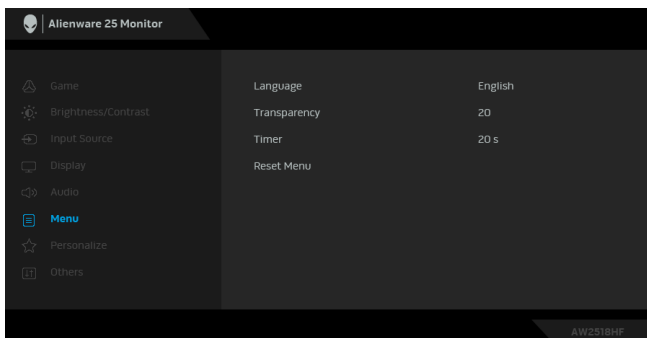 Alienware 25 Monitor
Game
Brightness/Contrast
Input Source
Display
Audio
Menu
Personalize
Others
Language English
Transparency 20
Timer 20 s
Reset Menu
AW2518HF